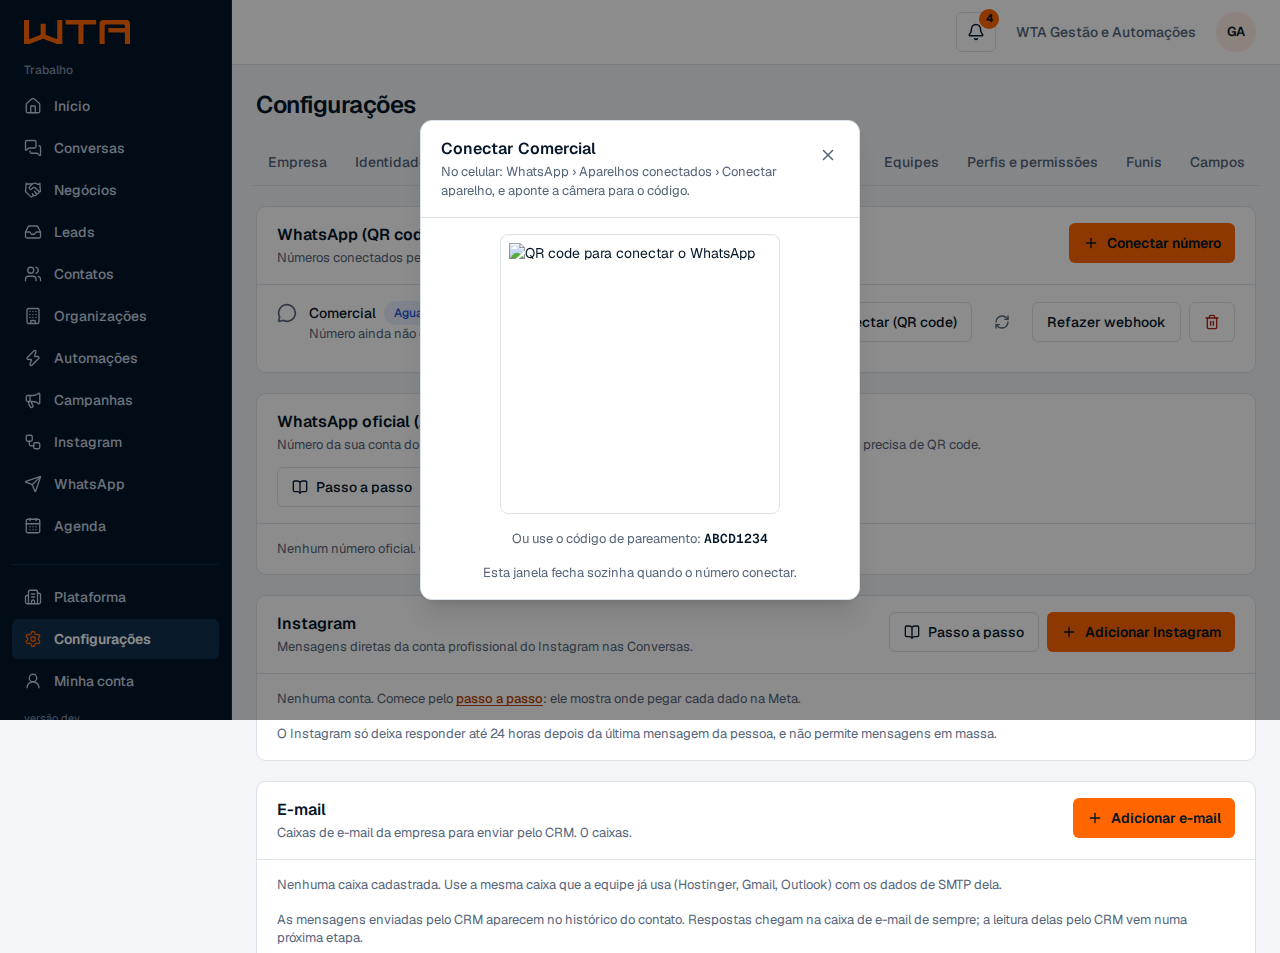 WTA
Trabalho
Início
Conversas
Negócios
Leads
Contatos
Organizações
Automações
Campanhas
Instagram
WhatsApp
Agenda
Plataforma
Configurações
Minha conta
versão dev
4
WTA Gestão e Automações
GA
Configurações
Empresa
Equipes
Perfis e permissões
Funis
Campos
WhatsApp (QR
Números conectados
Conectar número
Comercial
Número ainda não
(QR code)
Refazer webhook
Conectar Comercial
No celular: WhatsApp › Aparelhos conectados › Conectar
aparelho, e aponte a câmera para o código.
QR code para conectar o WhatsApp
Ou use o código de pareamento: ABCD1234
Esta janela fecha sozinha quando o número conectar.
WhatsApp oficial
Número da sua conta do
precisa de QR code.
Passo a passo
Nenhum número oficial.
Instagram
Mensagens diretas da conta profissional do Instagram nas Conversas.
Passo a passo
Adicionar Instagram
Nenhuma conta. Comece pelo passo a passo: ele mostra onde pegar cada dado na Meta.
O Instagram só deixa responder até 24 horas depois da última mensagem da pessoa, e não permite mensagens em massa.
E-mail
Caixas de e-mail da empresa para enviar pelo CRM. 0 caixas.
Adicionar e-mail
Nenhuma caixa cadastrada. Use a mesma caixa que a equipe já usa (Hostinger, Gmail, Outlook) com os dados de SMTP dela.
As mensagens enviadas pelo CRM aparecem no histórico do contato. Respostas chegam na caixa de e-mail de sempre; a leitura delas pelo CRM vem numa
próxima etapa.